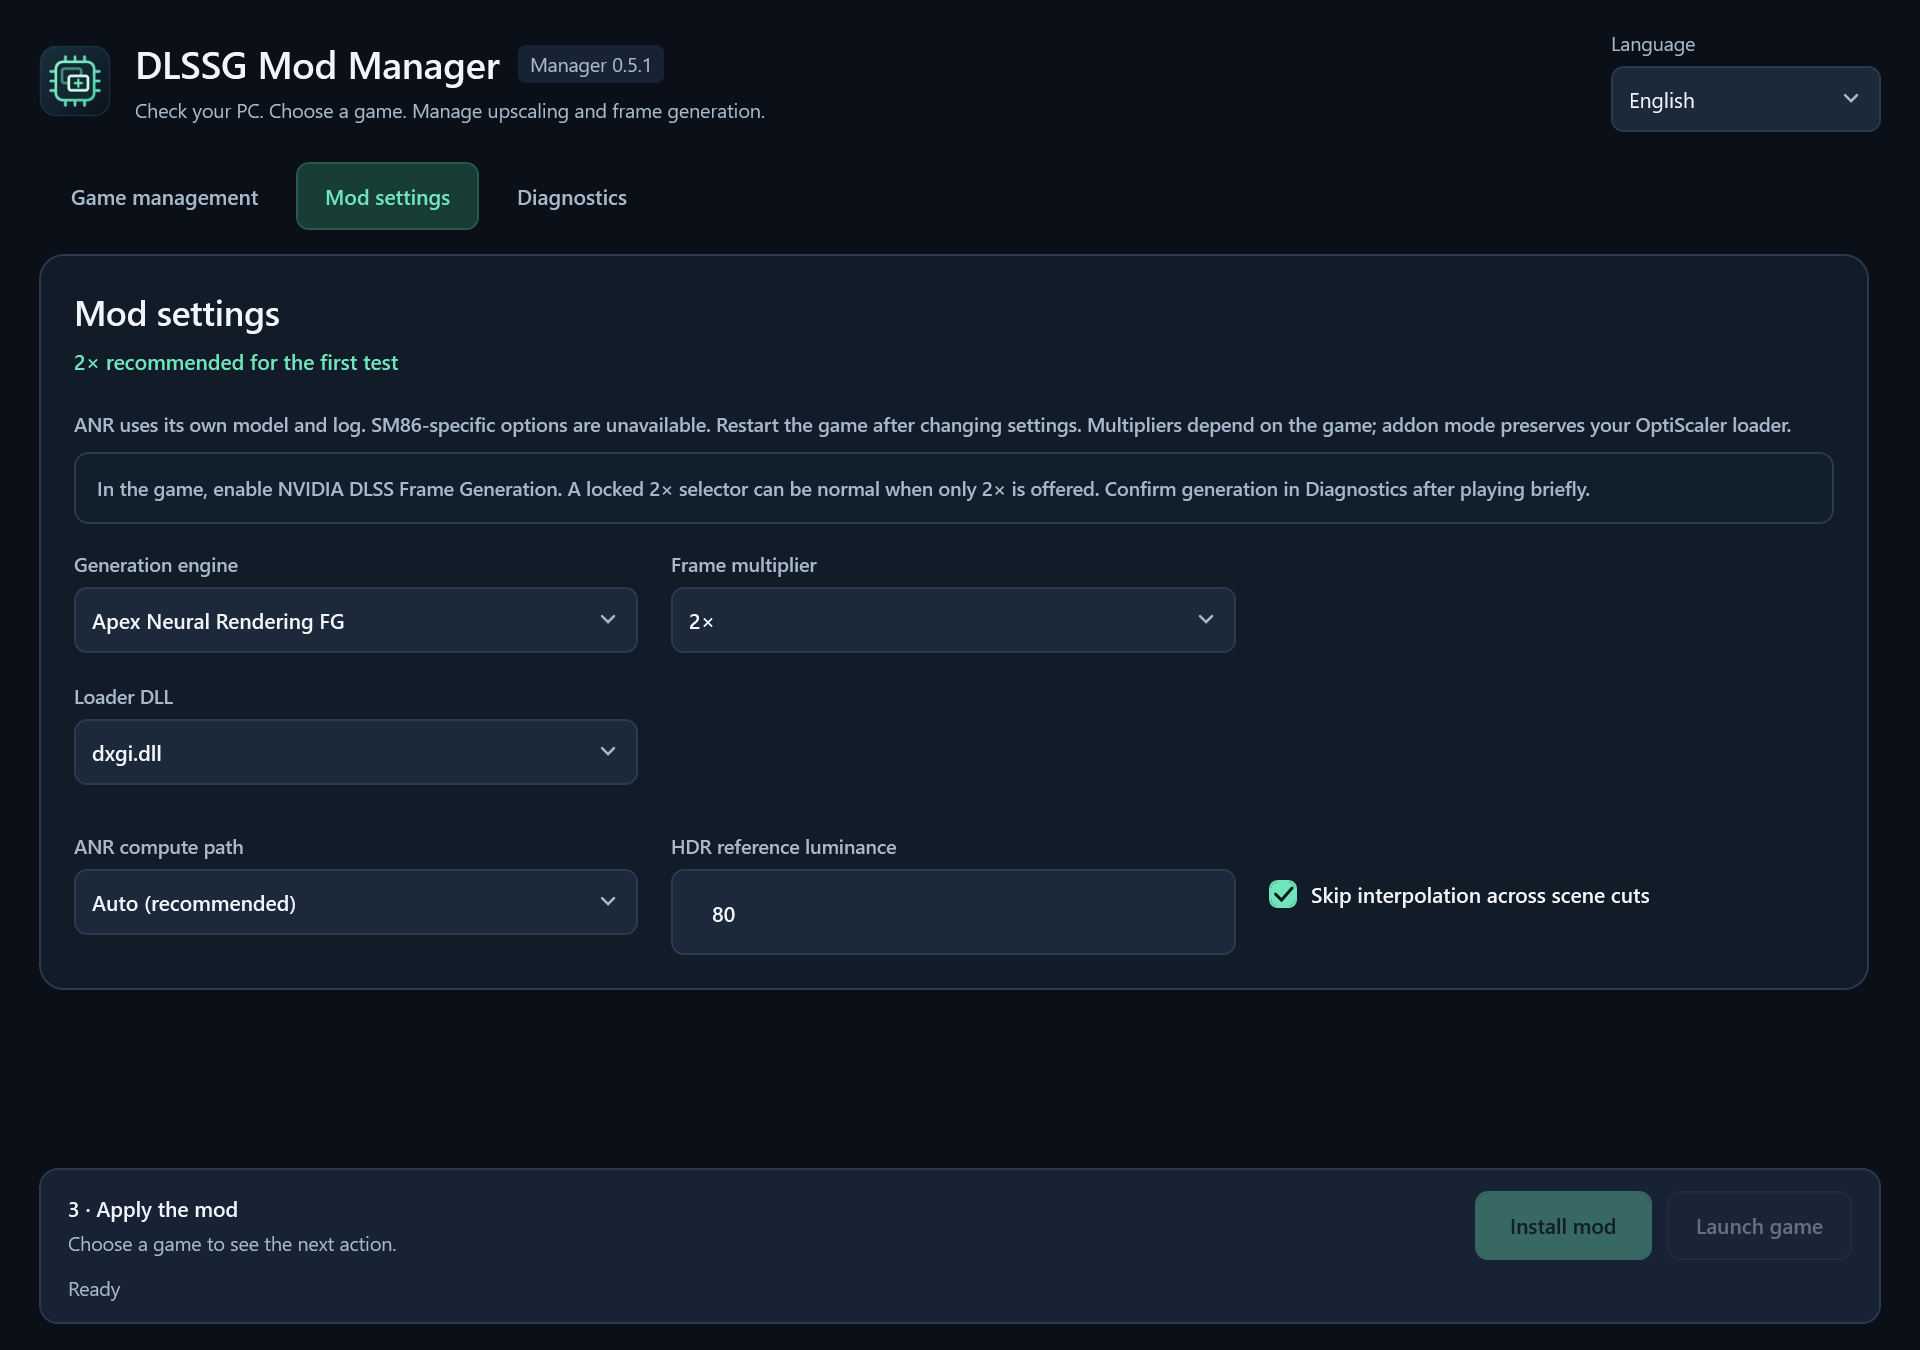 DLSSG Mod Manager
Manager 0.5.1
Check your PC. Choose a game. Manage upscaling and frame generation.
Language
English
Game management
Mod settings
Diagnostics
Mod settings
2× recommended for the first test
ANR uses its own model and log. SM86-specific options are unavailable. Restart the game after changing settings. Multipliers depend on the game; addon mode preserves your OptiScaler loader.
In the game, enable NVIDIA DLSS Frame Generation. A locked 2× selector can be normal when only 2× is offered. Confirm generation in Diagnostics after playing briefly.
Generation engine
Apex Neural Rendering FG
Frame multiplier
2×
Loader DLL
dxgi.dll
ANR compute path
Auto (recommended)
HDR reference luminance
80
Skip interpolation across scene cuts
3 · Apply the mod
Choose a game to see the next action.
Ready
Install mod
Launch game